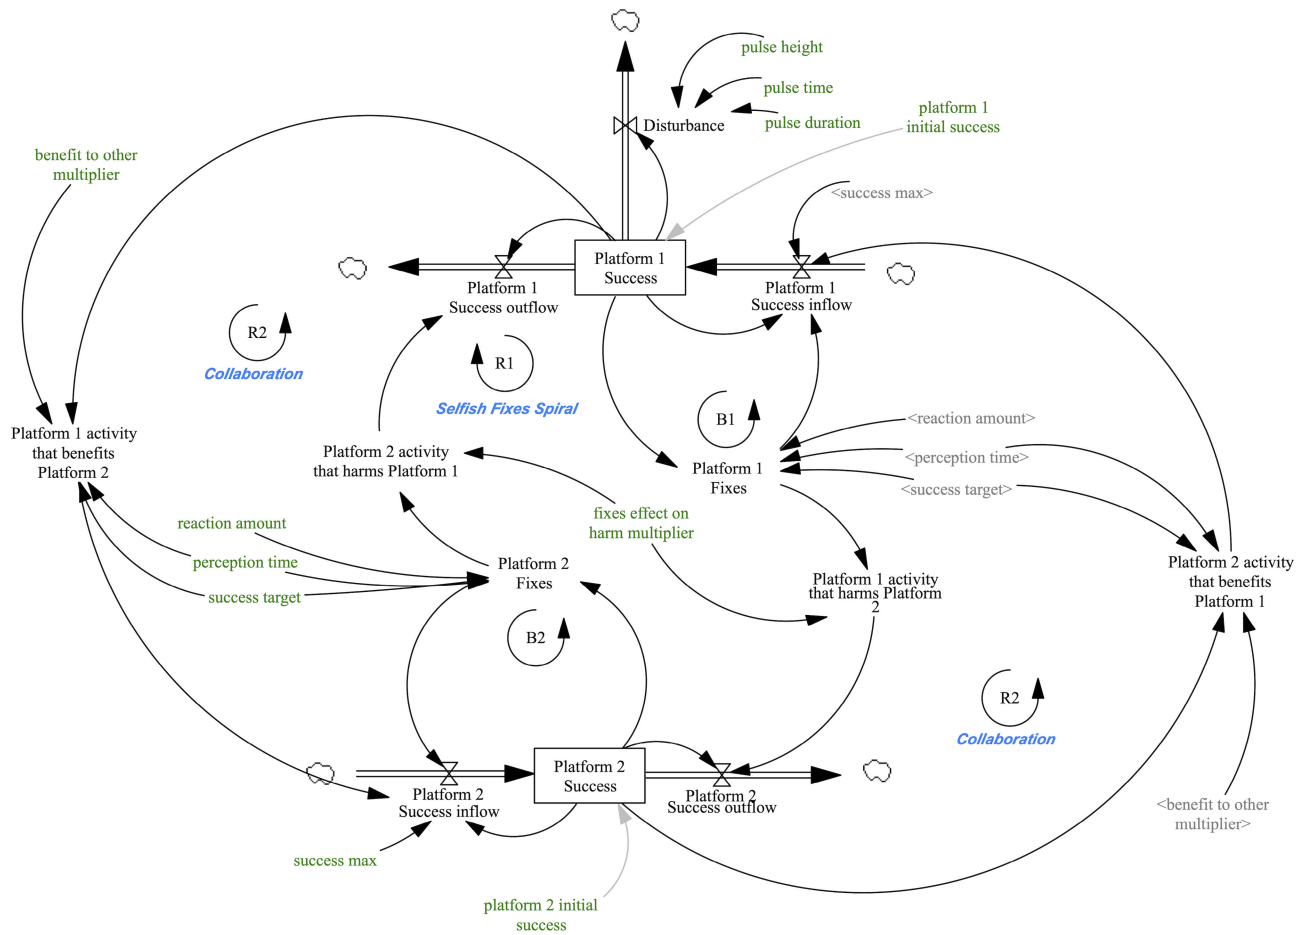 pulse height
pulse time
pulse duration
Disturbance
platform 1
initial success
benefit to other
multiplier
<success max>
Platform 1
Success
Platform 1
Success outflow
Platform 1
Success inflow
R2
Collaboration
R1
Selfish Fixes Spiral
B1
<reaction amount>
<perception time>
<success target>
Platform 1 activity
that benefits
Platform 2
Platform 2 activity
that harms Platform 1
Platform 1
Fixes
fixes effect on
harm multiplier
reaction amount
perception time
success target
Platform 2
Fixes
Platform 1 activity
that harms Platform
2
Platform 2 activity
that benefits
Platform 1
B2
R2
Collaboration
Platform 2
Success
Platform 2
Success inflow
Platform 2
Success outflow
<benefit to other
multiplier>
success max
platform 2 initial
success